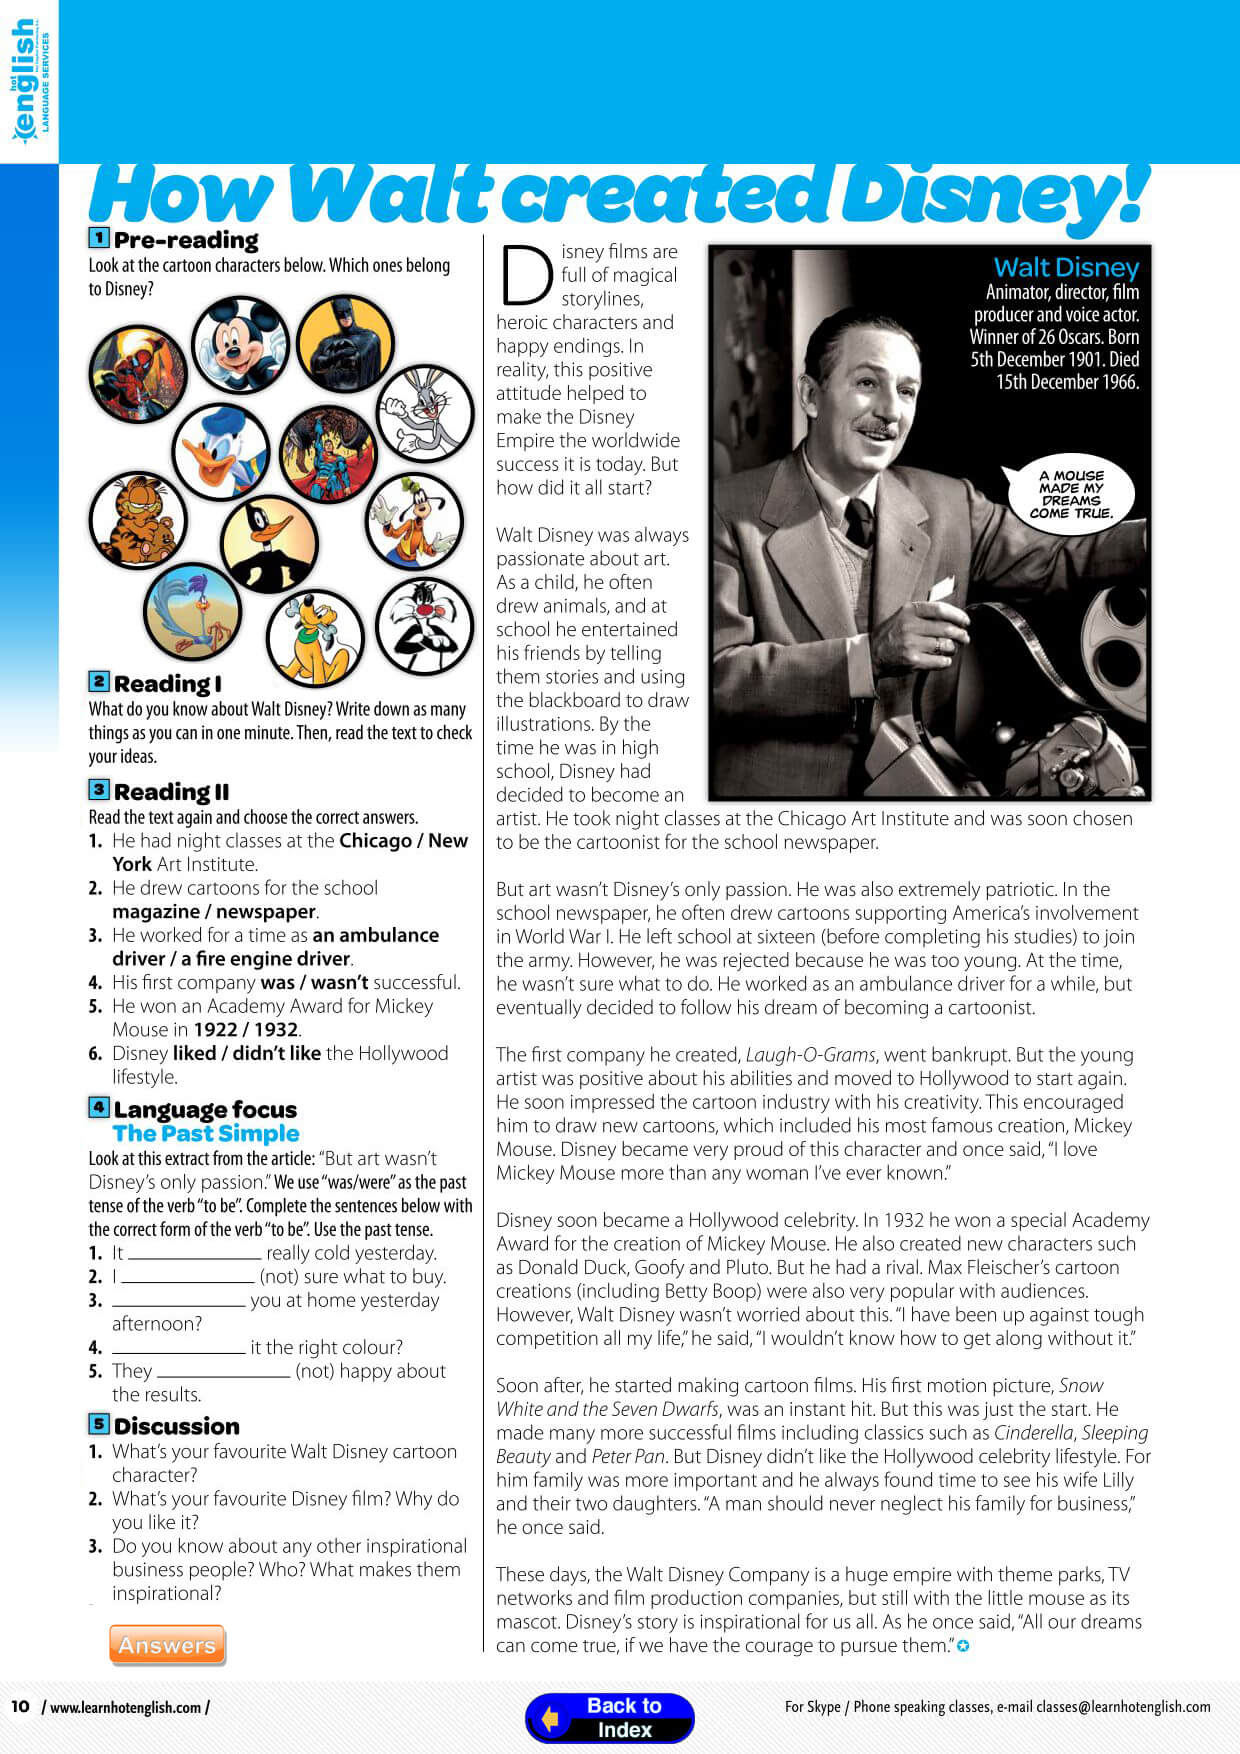 hot
english
LANGUAGE SERVICES
How Walt created Disney!
1 Pre-reading
Look at the cartoon characters below. Which ones belong
to Disney?
2 Reading I
What do you know about Walt Disney? Write down as many
things as you can in one minute. Then, read the text to check
your ideas.
3 Reading II
Read the text again and choose the correct answers.
1. He had night classes at the Chicago / New
York Art Institute.
2. He drew cartoons for the school
magazine / newspaper.
3. He worked for a time as an ambulance
driver / a fire engine driver.
4. His first company was / wasn’t successful.
5. He won an Academy Award for Mickey
Mouse in 1922 / 1932.
6. Disney liked / didn’t like the Hollywood
lifestyle.
4 Language focus
The Past Simple
Look at this extract from the article: “But art wasn’t
Disney’s only passion.” We use “was/were” as the past
tense of the verb “to be”. Complete the sentences below with
the correct form of the verb “to be”. Use the past tense.
1. It ______________ really cold yesterday.
2. I ______________ (not) sure what to buy.
3. ______________ you at home yesterday
afternoon?
4. ______________ it the right colour?
5. They ______________ (not) happy about
the results.
5 Discussion
1. What’s your favourite Walt Disney cartoon
character?
2. What’s your favourite Disney film? Why do
you like it?
3. Do you know about any other inspirational
business people? Who? What makes them
inspirational?
Answers
Disney films are
full of magical
storylines,
heroic characters and
happy endings. In
reality, this positive
attitude helped to
make the Disney
Empire the worldwide
success it is today. But
how did it all start?
Walt Disney was always
passionate about art.
As a child, he often
drew animals, and at
school he entertained
his friends by telling
them stories and using
the blackboard to draw
illustrations. By the
time he was in high
school, Disney had
decided to become an
artist. He took night classes at the Chicago Art Institute and was soon chosen
to be the cartoonist for the school newspaper.
But art wasn’t Disney’s only passion. He was also extremely patriotic. In the
school newspaper, he often drew cartoons supporting America’s involvement
in World War I. He left school at sixteen (before completing his studies) to join
the army. However, he was rejected because he was too young. At the time,
he wasn’t sure what to do. He worked as an ambulance driver for a while, but
eventually decided to follow his dream of becoming a cartoonist.
The first company he created, Laugh-O-Grams, went bankrupt. But the young
artist was positive about his abilities and moved to Hollywood to start again.
He soon impressed the cartoon industry with his creativity. This encouraged
him to draw new cartoons, which included his most famous creation, Mickey
Mouse. Disney became very proud of this character and once said, “I love
Mickey Mouse more than any woman I’ve ever known.”
Disney soon became a Hollywood celebrity. In 1932 he won a special Academy
Award for the creation of Mickey Mouse. He also created new characters such
as Donald Duck, Goofy and Pluto. But he had a rival. Max Fleischer’s cartoon
creations (including Betty Boop) were also very popular with audiences.
However, Walt Disney wasn’t worried about this. “I have been up against tough
competition all my life,” he said, “I wouldn’t know how to get along without it.”
Soon after, he started making cartoon films. His first motion picture, Snow
White and the Seven Dwarfs, was an instant hit. But this was just the start. He
made many more successful films including classics such as Cinderella, Sleeping
Beauty and Peter Pan. But Disney didn’t like the Hollywood celebrity lifestyle. For
him family was more important and he always found time to see his wife Lilly
and their two daughters. “A man should never neglect his family for business,”
he once said.
These days, the Walt Disney Company is a huge empire with theme parks, TV
networks and film production companies, but still with the little mouse as its
mascot. Disney’s story is inspirational for us all. As he once said, “All our dreams
can come true, if we have the courage to pursue them.”
Walt Disney
Animator, director, film
producer and voice actor.
Winner of 26 Oscars. Born
5th December 1901. Died
15th December 1966.
A MOUSE
MADE MY
DREAMS
COME TRUE.
10 / www.learnhotenglish.com /
Back to
Index
For Skype / Phone speaking classes, e-mail classes@learnhotenglish.com